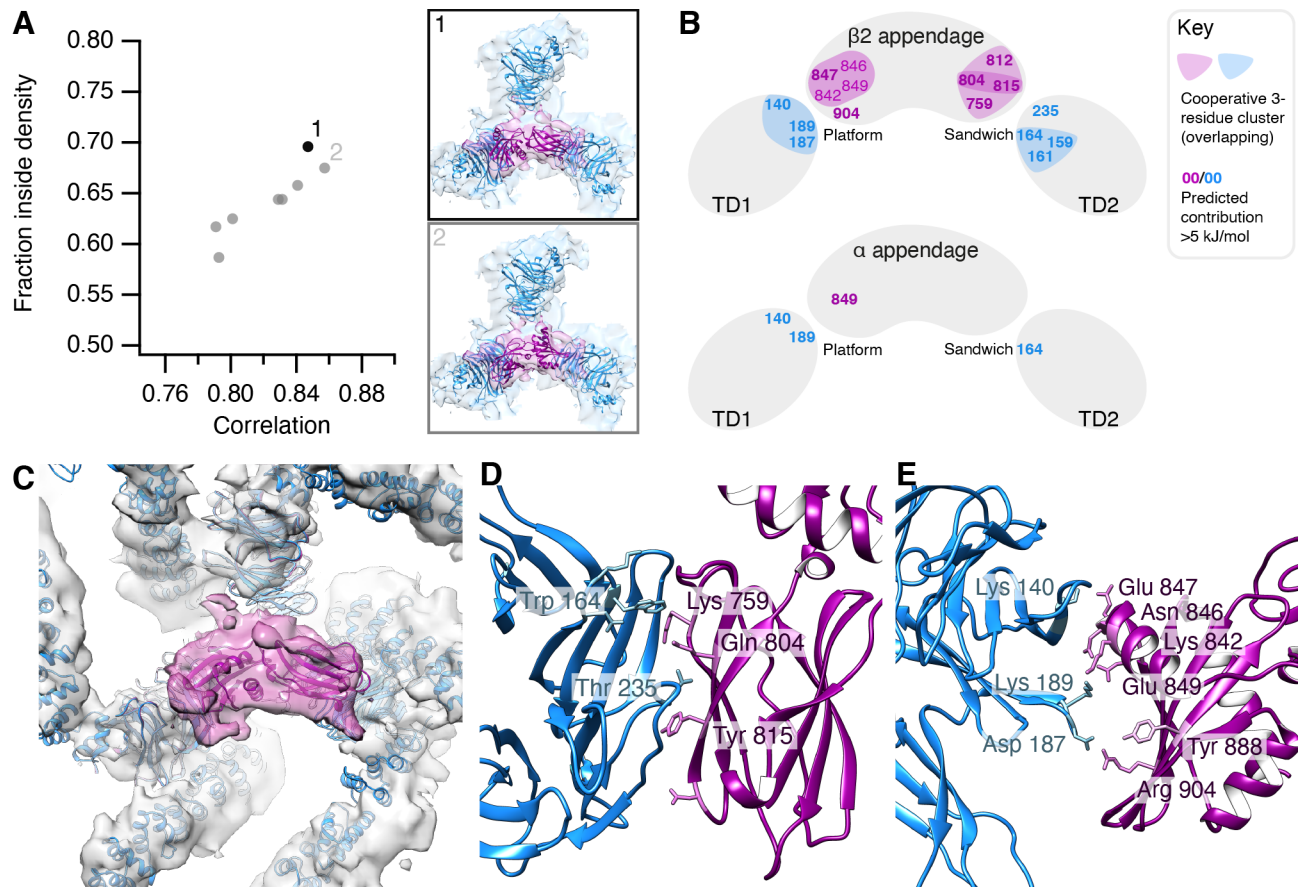 A
Fraction inside density
0.80
0.75
0.70
0.65
0.60
0.55
0.50
0.76 0.80 0.84 0.88
Correlation
1
2
1
2
B
β2 appendage
846
847
849
842
904
812
804 815
759
140
189
187
Platform
Sandwich
235
164 159
161
TD1
TD2
α appendage
849
140
189
Platform
Sandwich 164
TD1
TD2
Key
Cooperative 3-
residue cluster
(overlapping)
00/00
Predicted
contribution
>5 kJ/mol
C
D
Trp 164
Lys 759
Gln 804
Thr 235
Tyr 815
E
Lys 140
Glu 847
Asn 846
Lys 842
Lys 189
Glu 849
Asp 187
Tyr 888
Arg 904